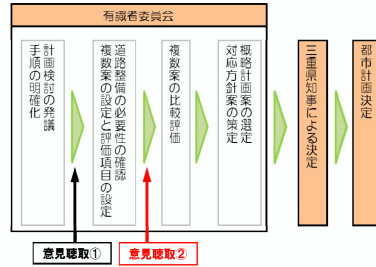 有識者委員会
計画検討の発議
手順の明確化
道路整備の必要性の確認
複数案の設定と評価項目の設定
複数案の比較評価
概略計画案の選定
対応方針案の策定
三重県知事による決定
都市計画決定
意見聴取①
意見聴取②